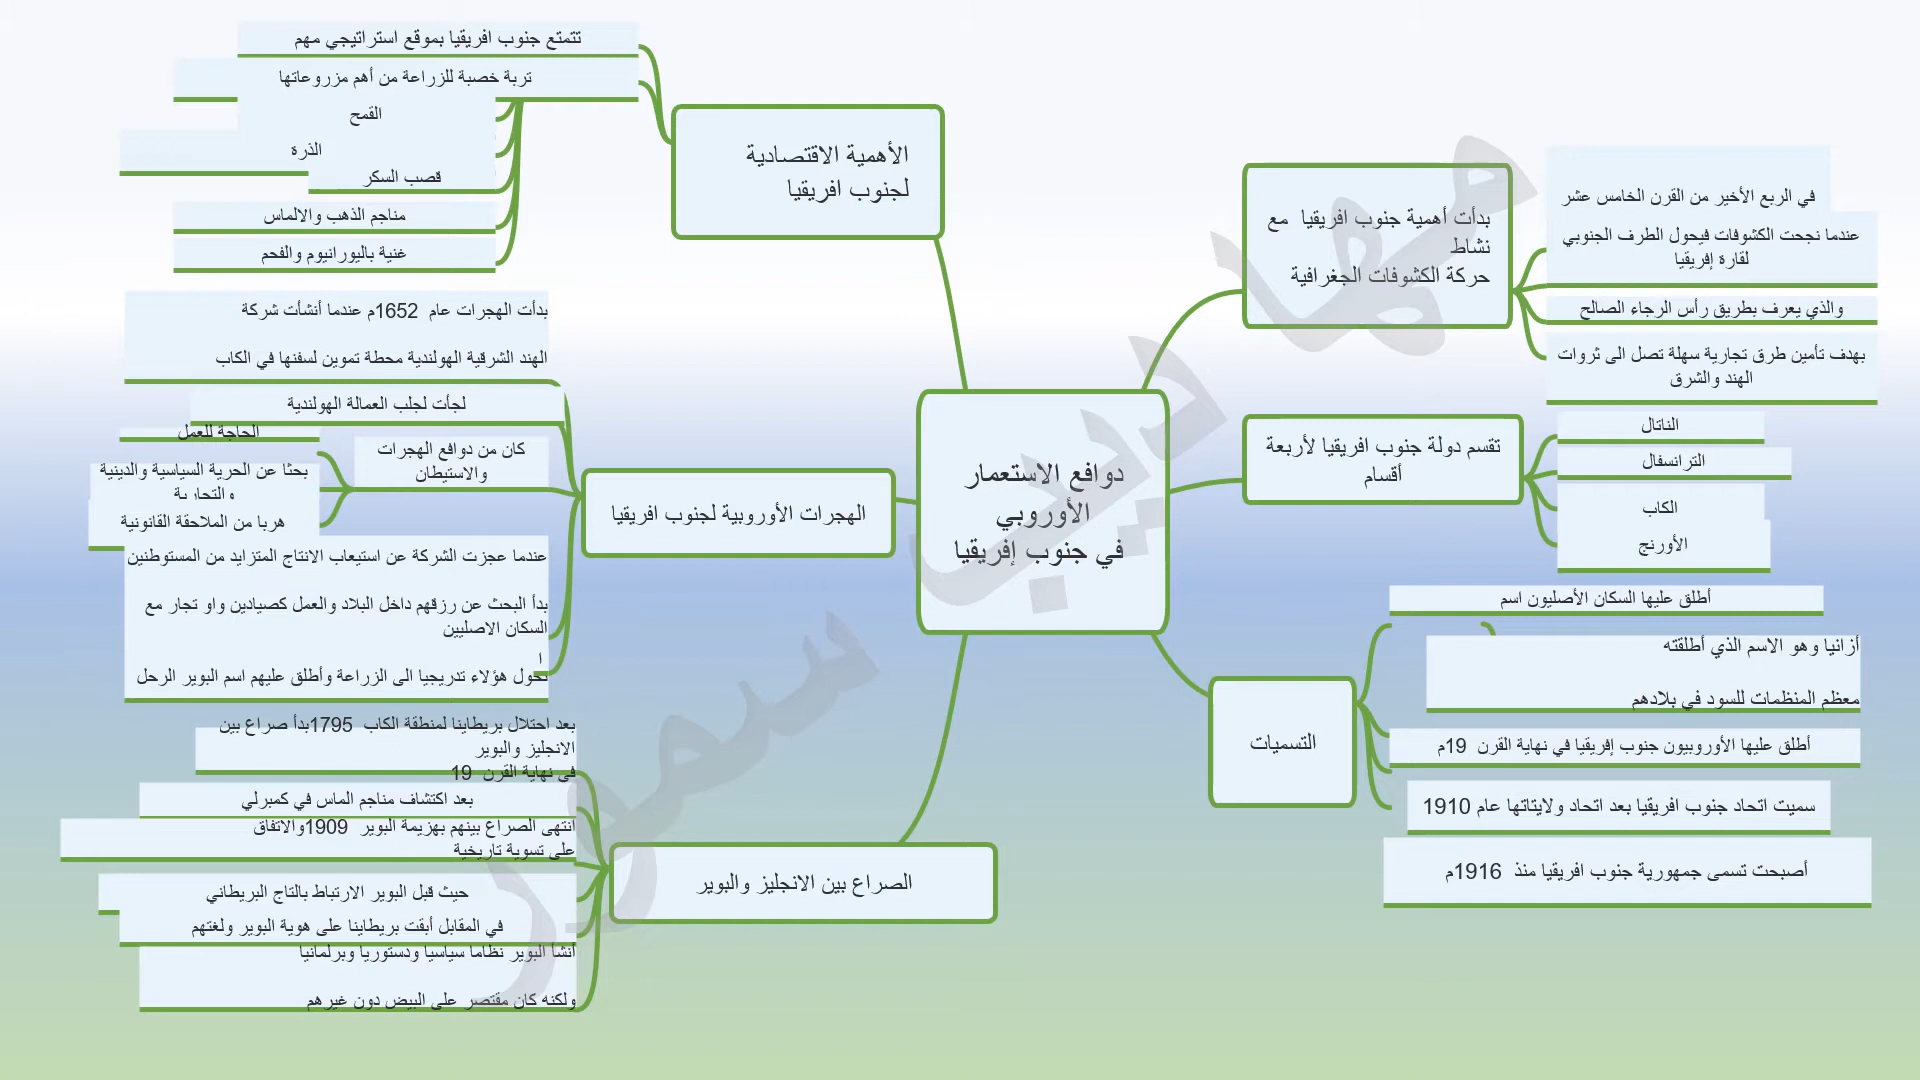 دوافع الاستعمار
الأوروبي
في جنوب إفريقيا
بدأت أهمية جنوب افريقيا مع
نشاط
حركة الكشوفات الجغرافية
في الربع الأخير من القرن الخامس عشر
عندما نجحت الكشوفات فيحول الطرف الجنوبي
لقارة إفريقيا
والذي يعرف بطريق رأس الرجاء الصالح
بهدف تأمين طرق تجارية سهلة تصل الى ثروات
الهند والشرق
تقسم دولة جنوب افريقيا لأربعة
أقسام
الناتال
الترانسفال
الكاب
الأورنج
التسميات
أطلق عليها السكان الأصليون اسم
أزانيا وهو الاسم الذي أطلقته
معظم المنظمات للسود في بلادهم
أطلق عليها الأوروبيون جنوب إفريقيا في نهاية القرن 19م
سميت اتحاد جنوب افريقيا بعد اتحاد ولايتاتها عام 1910
أصبحت تسمى جمهورية جنوب افريقيا منذ 1916م
الأهمية الاقتصادية
لجنوب افريقيا
تتمتع جنوب افريقيا بموقع استراتيجي مهم
تربة خصبة للزراعة من أهم مزروعاتها
القمح
الذرة
قصب السكر
مناجم الذهب والالماس
غنية باليورانيوم والفحم
الهجرات الأوروبية لجنوب افريقيا
بدأت الهجرات عام 1652م عندما أنشأت شركة
الهند الشرقية الهولندية محطة تموين لسفنها في الكاب
لجأت لجلب العمالة الهولندية
كان من دوافع الهجرات
والاستيطان
الحاجة للعمل
بحثا عن الحرية السياسية والدينية
والتجارية
هربا من الملاحقة القانونية
عندما عجزت الشركة عن استيعاب الانتاج المتزايد من المستوطنين
بدأ البحث عن رزقهم داخل البلاد والعمل كصيادين واو تجار مع
السكان الاصليين
ا
تحول هؤلاء تدريجيا الى الزراعة وأطلق عليهم اسم البوير الرحل
الصراع بين الانجليز والبوير
بعد احتلال بريطاينا لمنطقة الكاب 1795بدأ صراع بين
الانجليز والبوير
في نهاية القرن 19
بعد اكتشاف مناجم الماس في كمبرلي
انتهى الصراع بينهم بهزيمة البوير 1909والاتفاق
على تسوية تاريخية
حيث قبل البوير الارتباط بالتاج البريطاني
في المقابل أبقت بريطاينا على هوية البوير ولغتهم
أنشأ البوير نظاما سياسيا ودستوريا وبرلمانيا
ولكنه كان مقتصر على البيض دون غيرهم
مها ديب سمور